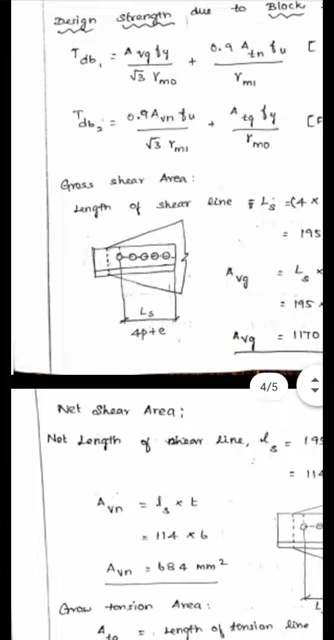 Design Strength due to Block
Tdb₁ = Avg fy / √3 γm0 + 0.9 Atn fu / γm1 [
Tdb₂ = 0.9 Avn fu / √3 γm1 + Atg fy / γm0 [
Gross shear Area:
Length of shear line = Ls = (4 ×
= 195
Avg = Ls ×
= 195 ×
Ls
4p+e
Avg = 1170
4/5
Net Shear Area;
Net Length of shear line, ls = 195
= 114
Avn = ls × t
= 114 × 6
Avn = 684 mm²
Gross tension Area:
L
Atg = Length of tension line